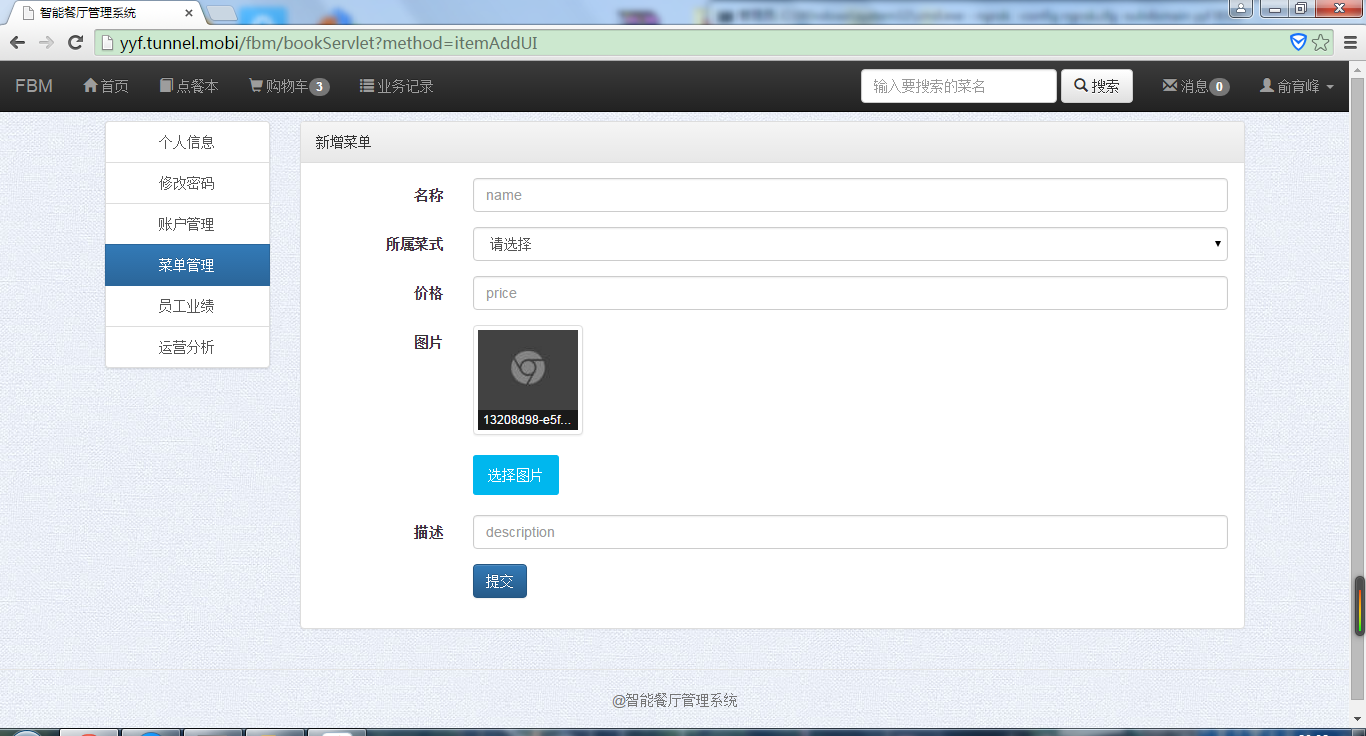 智能餐厅管理系统
yyf.tunnel.mobi/fbm/bookServlet?method=itemAddUI
FBM 首页 点餐本 购物车 3 业务记录 输入要搜索的菜名 搜索 消息 0 俞育峰
个人信息
修改密码
账户管理
菜单管理
员工业绩
运营分析
新增菜单
名称 name
所属菜式 请选择
价格 price
图片
13208d98-e5f...
选择图片
描述 description
提交
@智能餐厅管理系统